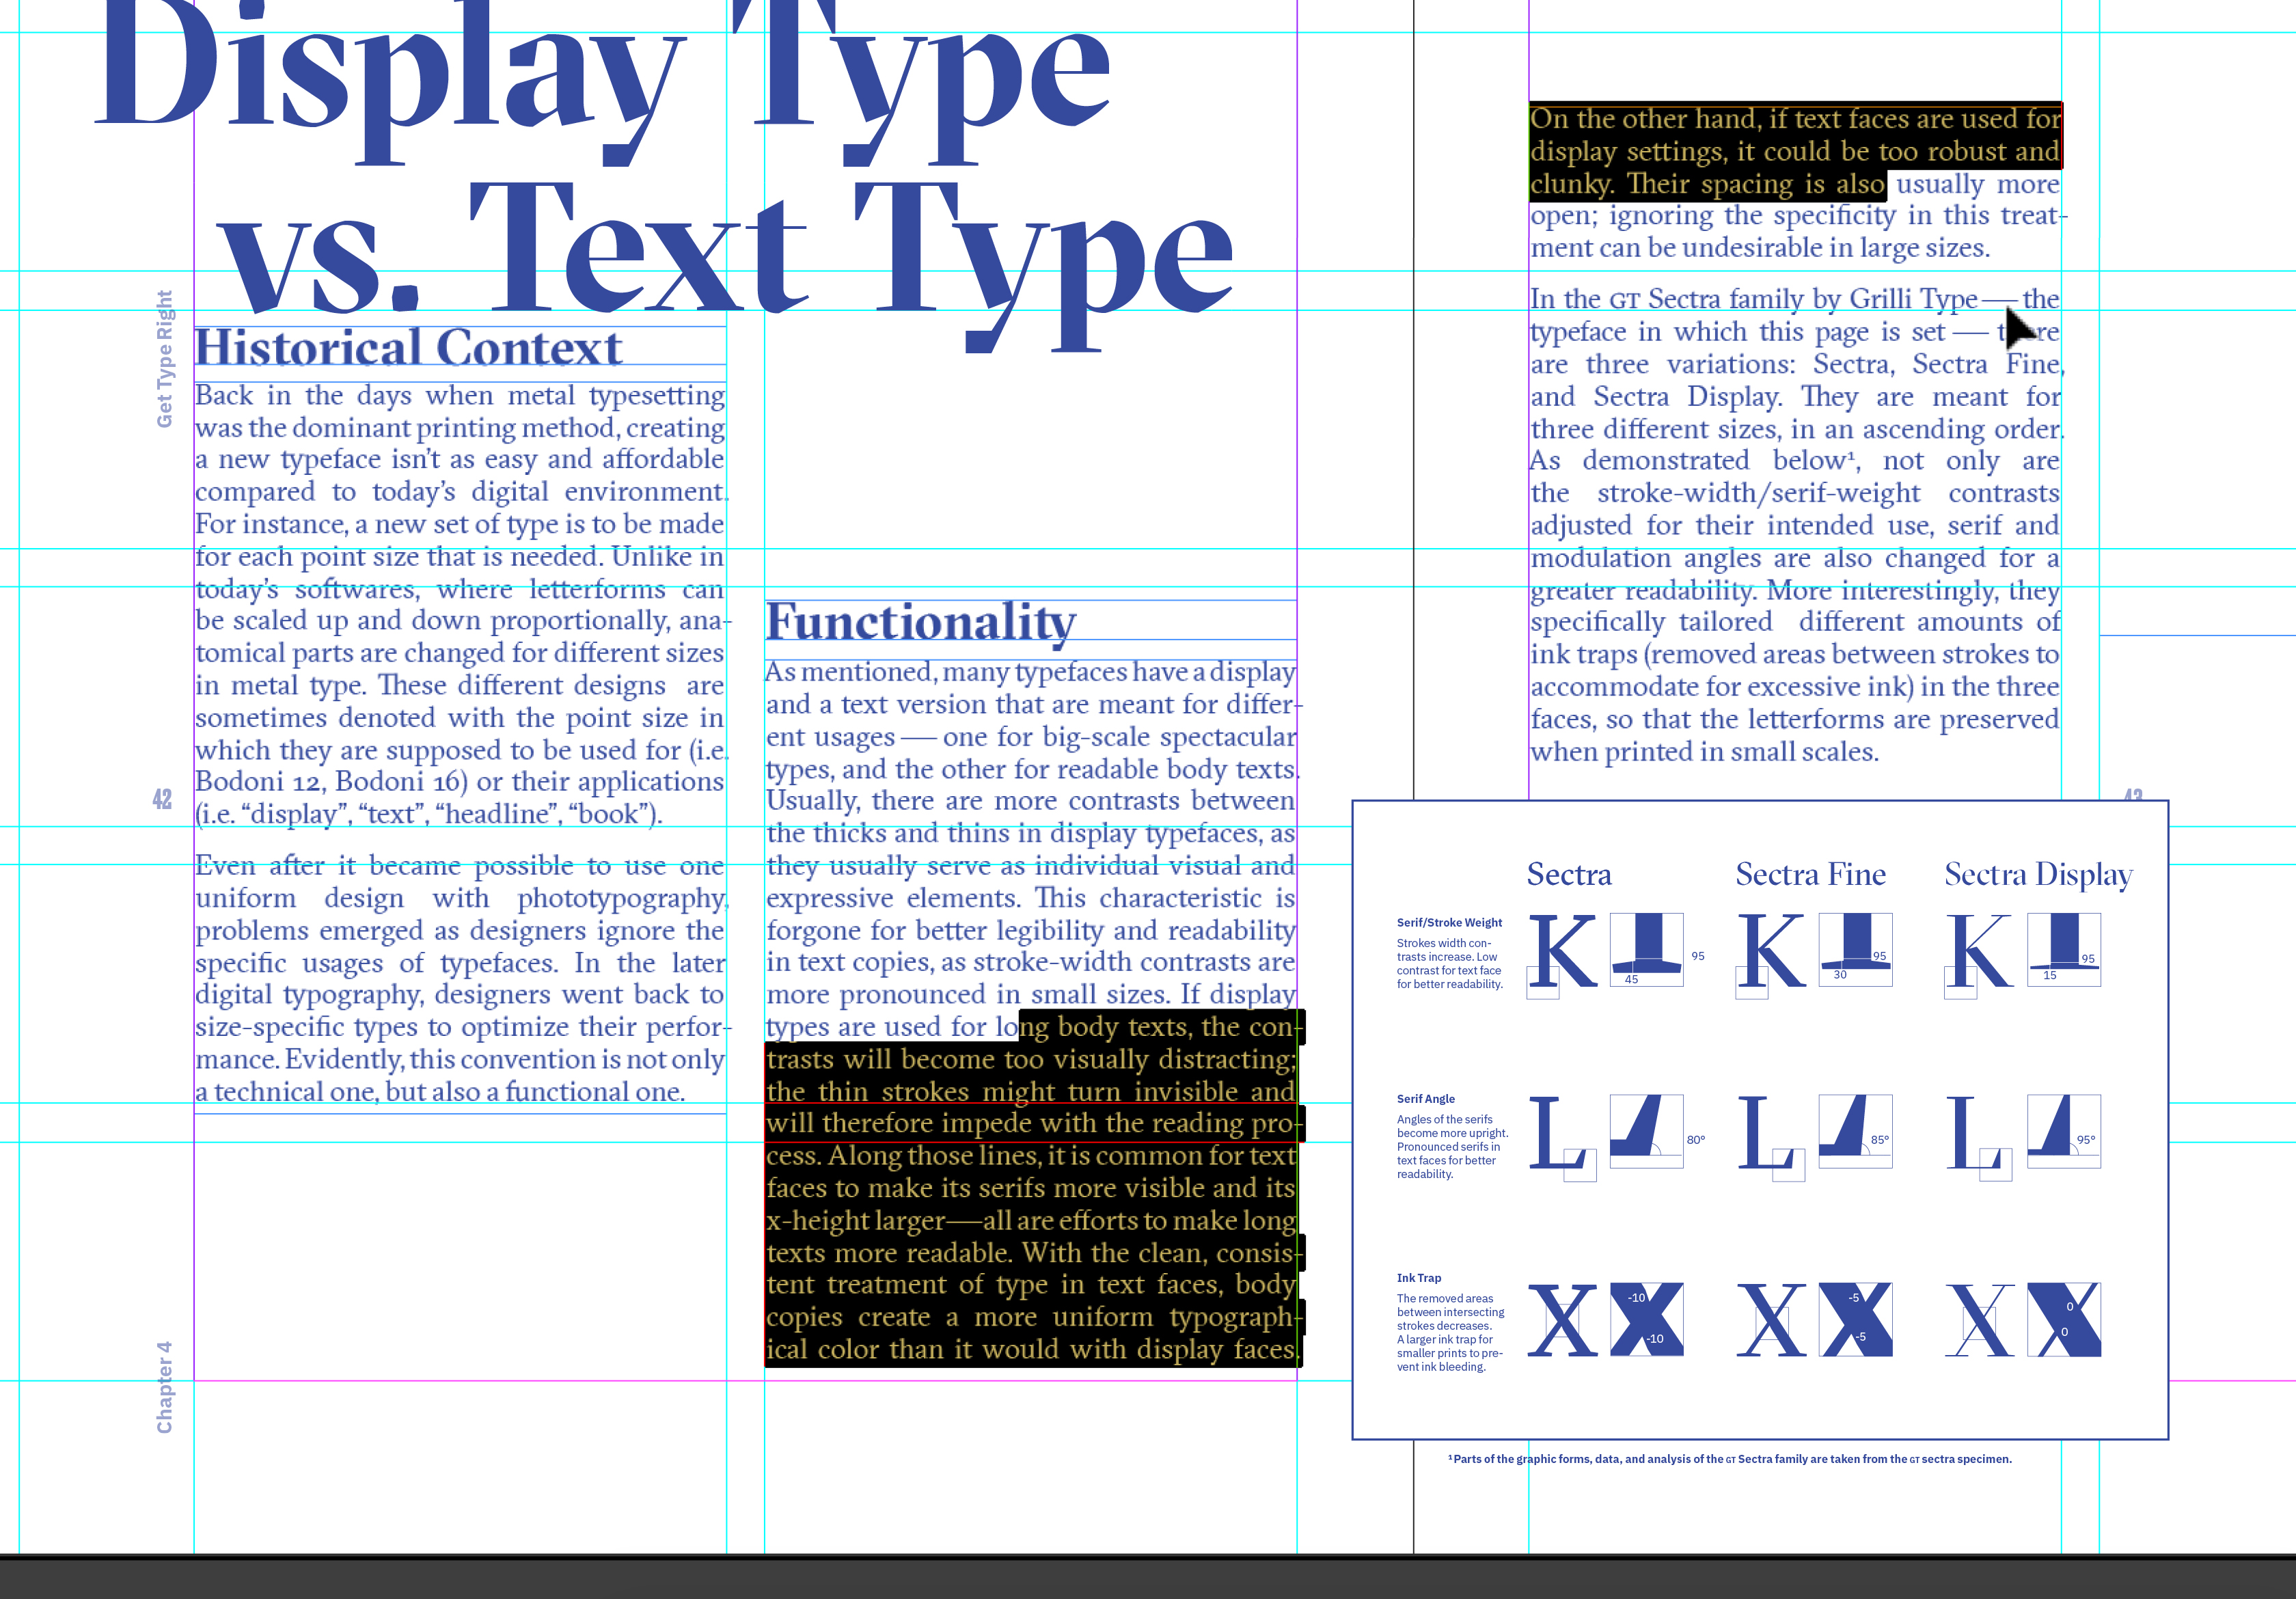 Display Type
vs. Text Type
Get Type Right
42
Chapter 4
Historical Context
Back in the days when metal typesetting
was the dominant printing method, creating
a new typeface isn’t as easy and affordable
compared to today’s digital environment.
For instance, a new set of type is to be made
for each point size that is needed. Unlike in
today’s softwares, where letterforms can
be scaled up and down proportionally, ana-
tomical parts are changed for different sizes
in metal type. These different designs are
sometimes denoted with the point size in
which they are supposed to be used for (i.e.
Bodoni 12, Bodoni 16) or their applications
(i.e. “display”, “text”, “headline”, “book”).
Even after it became possible to use one
uniform design with phototypography,
problems emerged as designers ignore the
specific usages of typefaces. In the later
digital typography, designers went back to
size-specific types to optimize their perfor-
mance. Evidently, this convention is not only
a technical one, but also a functional one.
Functionality
As mentioned, many typefaces have a display
and a text version that are meant for differ-
ent usages — one for big-scale spectacular
types, and the other for readable body texts.
Usually, there are more contrasts between
the thicks and thins in display typefaces, as
they usually serve as individual visual and
expressive elements. This characteristic is
forgone for better legibility and readability
in text copies, as stroke-width contrasts are
more pronounced in small sizes. If display
types are used for long body texts, the con-
trasts will become too visually distracting;
the thin strokes might turn invisible and
will therefore impede with the reading pro-
cess. Along those lines, it is common for text
faces to make its serifs more visible and its
x-height larger—all are efforts to make long
texts more readable. With the clean, consis-
tent treatment of type in text faces, body
copies create a more uniform typograph-
ical color than it would with display faces.
On the other hand, if text faces are used for
display settings, it could be too robust and
clunky. Their spacing is also usually more
open; ignoring the specificity in this treat-
ment can be undesirable in large sizes.
In the GT Sectra family by Grilli Type — the
typeface in which this page is set — there
are three variations: Sectra, Sectra Fine,
and Sectra Display. They are meant for
three different sizes, in an ascending order.
As demonstrated below¹, not only are
the stroke-width/serif-weight contrasts
adjusted for their intended use, serif and
modulation angles are also changed for a
greater readability. More interestingly, they
specifically tailored different amounts of
ink traps (removed areas between strokes to
accommodate for excessive ink) in the three
faces, so that the letterforms are preserved
when printed in small scales.
43
Sectra Sectra Fine Sectra Display
Serif/Stroke Weight
Strokes width con-
trasts increase. Low
contrast for text face
for better readability.
K 95 45 K 95 30 K 95 15
Serif Angle
Angles of the serifs
become more upright.
Pronounced serifs in
text faces for better
readability.
L 80° L 85° L 95°
Ink Trap
The removed areas
between intersecting
strokes decreases.
A larger ink trap for
smaller prints to pre-
vent ink bleeding.
X -10 -10 X -5 -5 X 0 0
¹Parts of the graphic forms, data, and analysis of the GT Sectra family are taken from the GT sectra specimen.